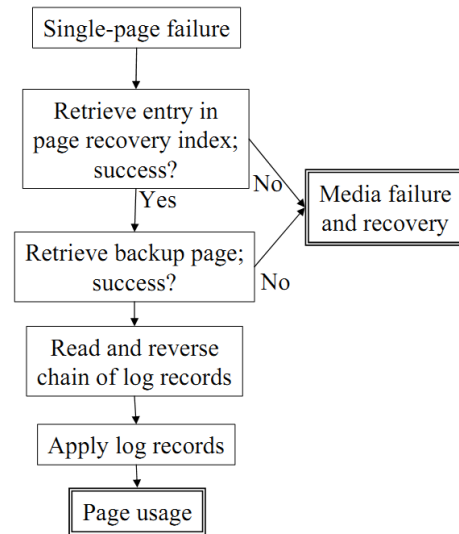 Single-page failure
Retrieve entry in
page recovery index;
success?
No
Yes
Media failure
and recovery
Retrieve backup page;
success?
No
Read and reverse
chain of log records
Apply log records
Page usage